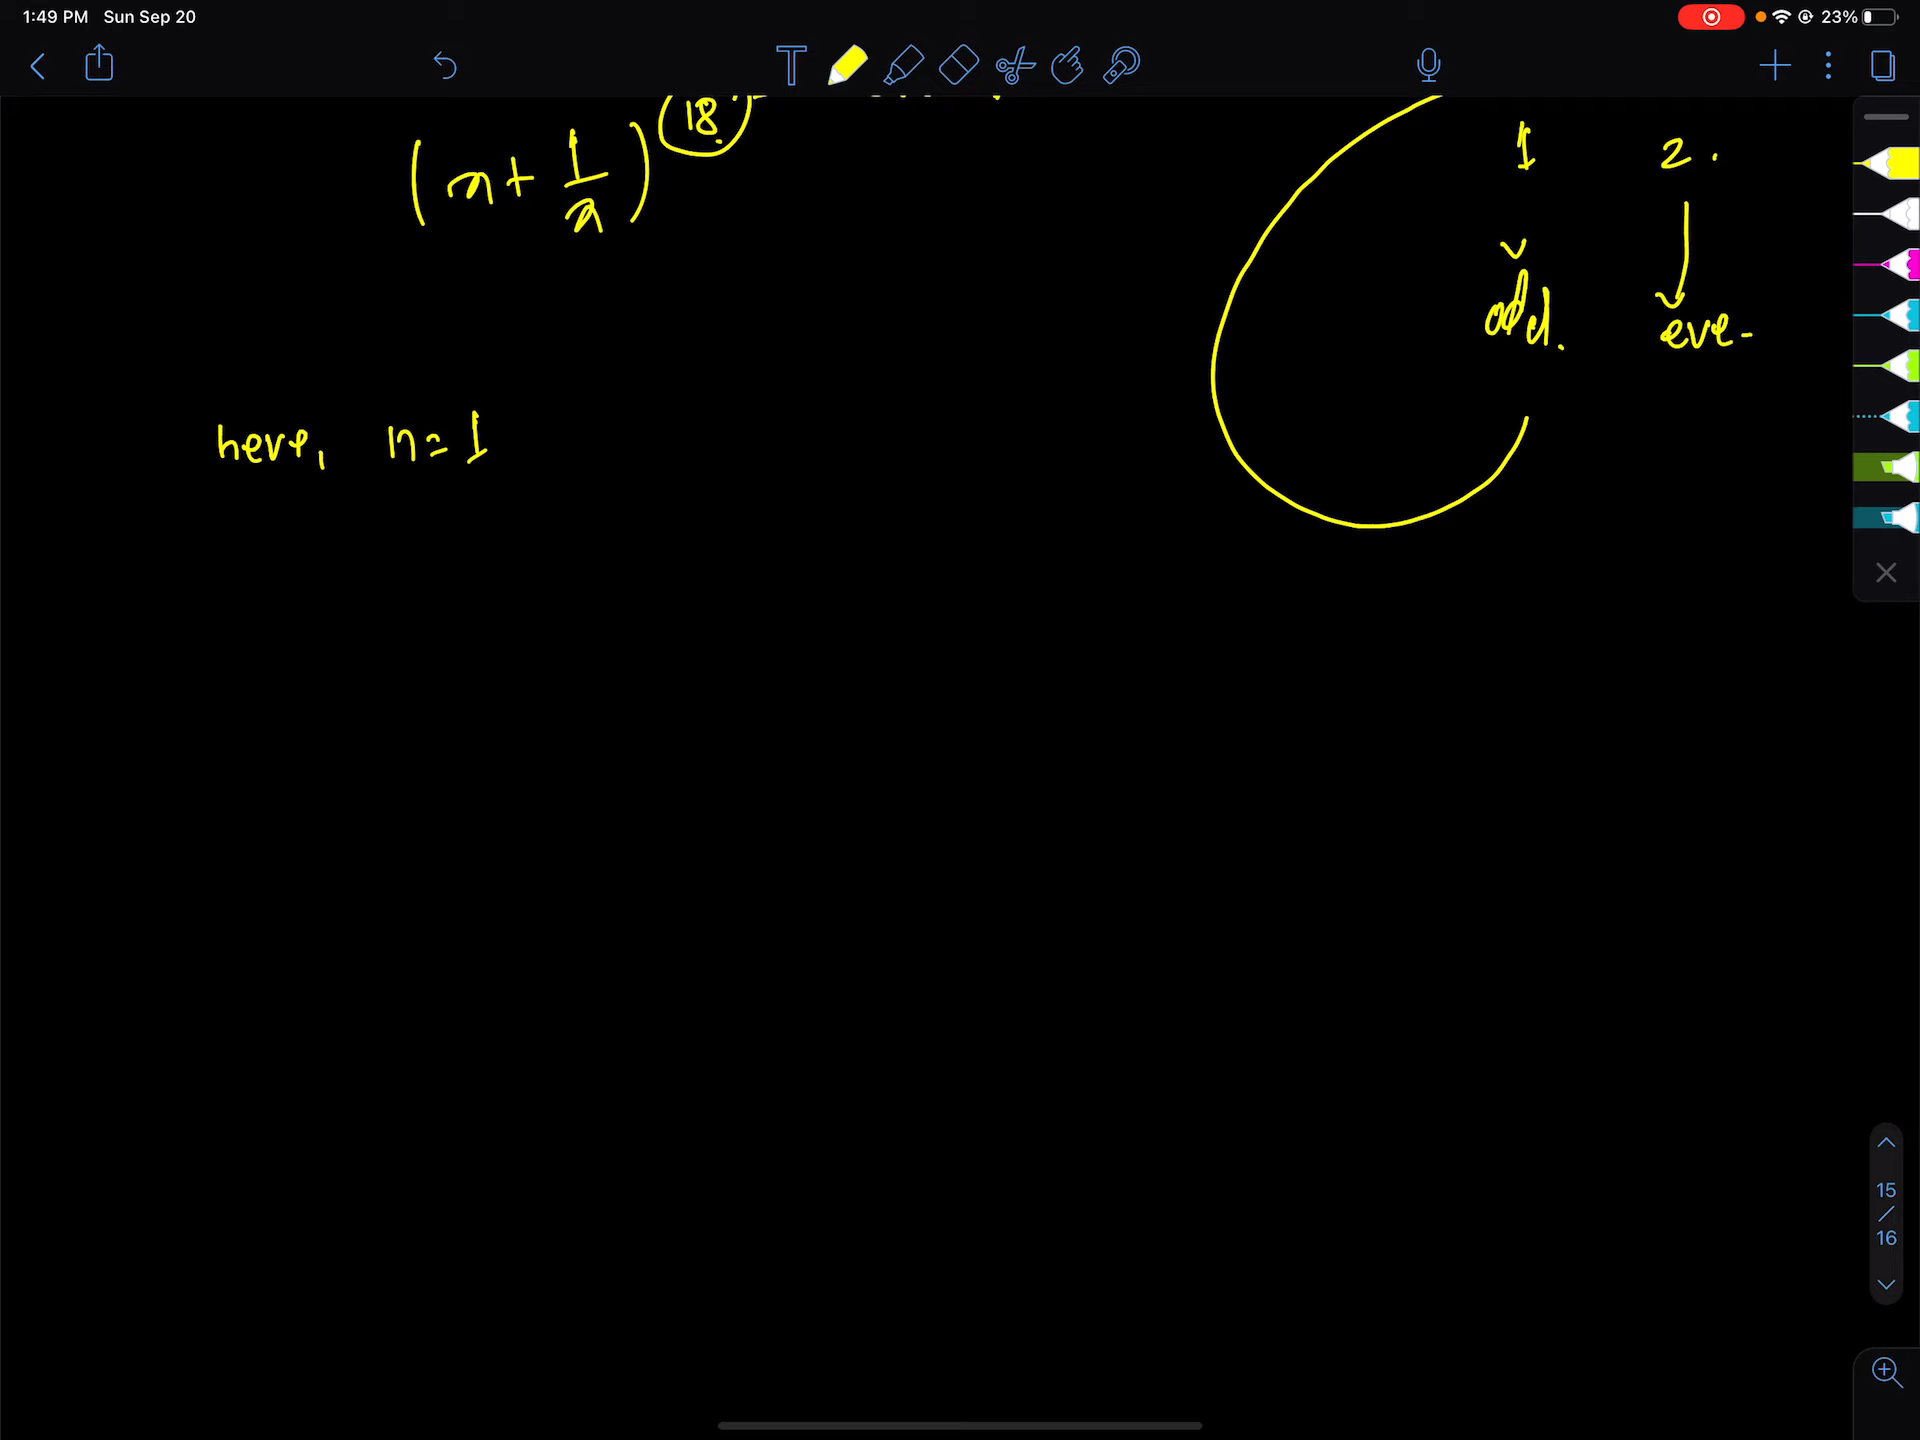 1:49 PM Sun Sep 20
23%
(x + 1/x)^18
1 2.
odd. eve-
here, n = 1
15
/
16